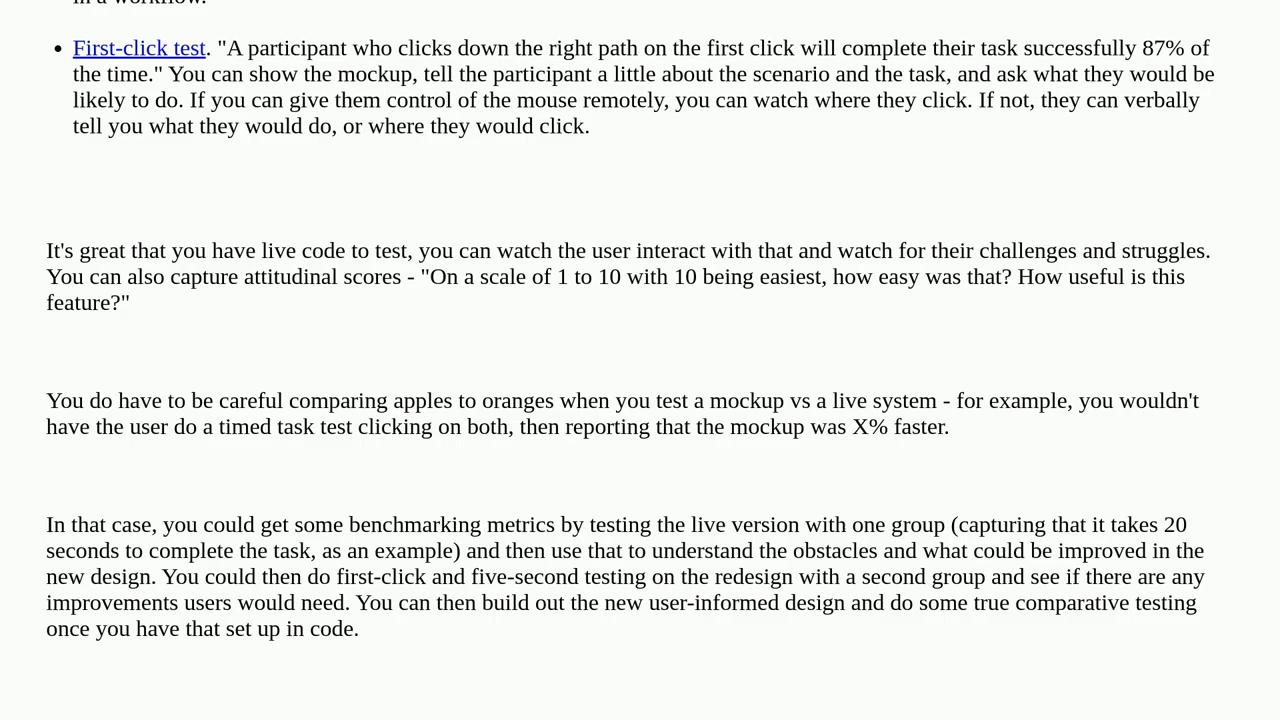 in a workflow.
First-click test. "A participant who clicks down the right path on the first click will complete their task successfully 87% of
the time." You can show the mockup, tell the participant a little about the scenario and the task, and ask what they would be
likely to do. If you can give them control of the mouse remotely, you can watch where they click. If not, they can verbally
tell you what they would do, or where they would click.
It's great that you have live code to test, you can watch the user interact with that and watch for their challenges and struggles.
You can also capture attitudinal scores - "On a scale of 1 to 10 with 10 being easiest, how easy was that? How useful is this
feature?"
You do have to be careful comparing apples to oranges when you test a mockup vs a live system - for example, you wouldn't
have the user do a timed task test clicking on both, then reporting that the mockup was X% faster.
In that case, you could get some benchmarking metrics by testing the live version with one group (capturing that it takes 20
seconds to complete the task, as an example) and then use that to understand the obstacles and what could be improved in the
new design. You could then do first-click and five-second testing on the redesign with a second group and see if there are any
improvements users would need. You can then build out the new user-informed design and do some true comparative testing
once you have that set up in code.